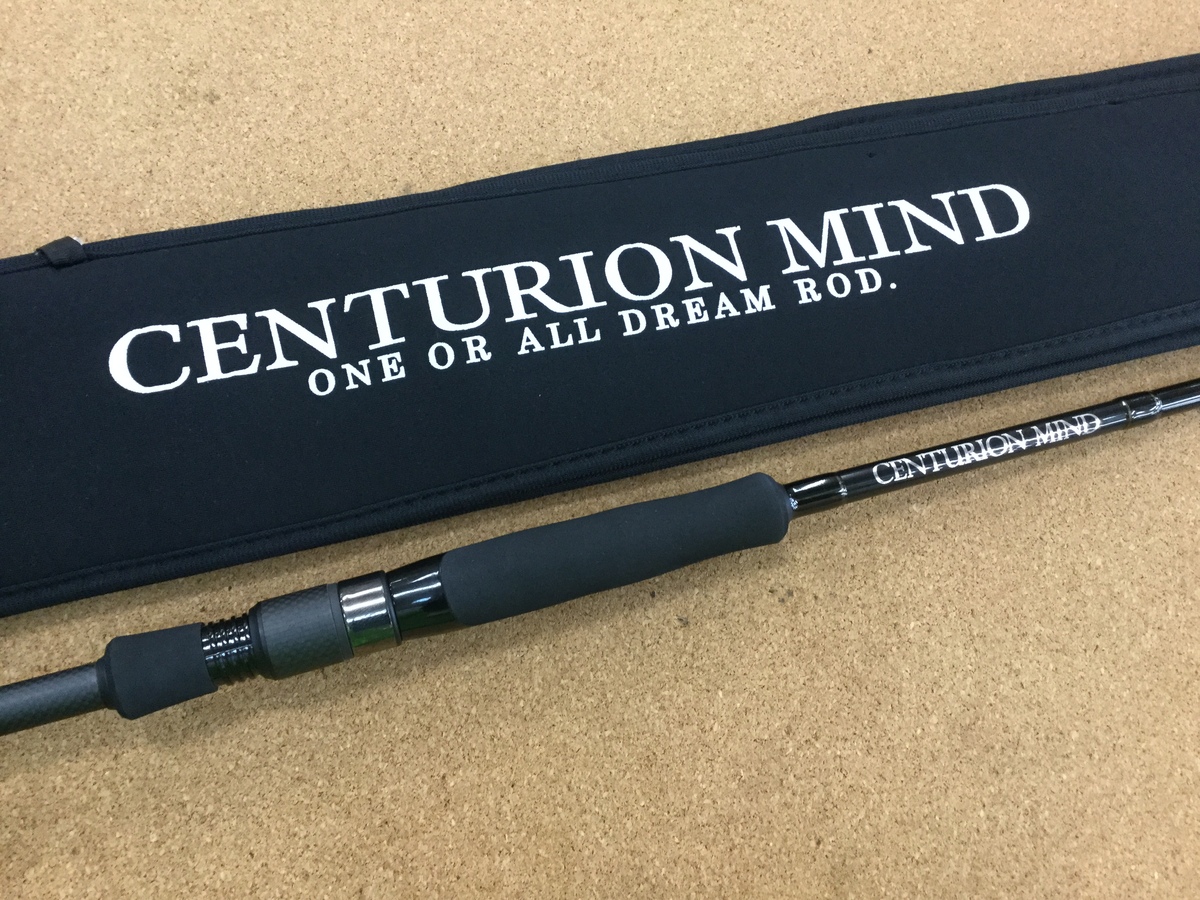 CENTURION MIND
ONE OR ALL DREAM ROD.
CENTURION MIND